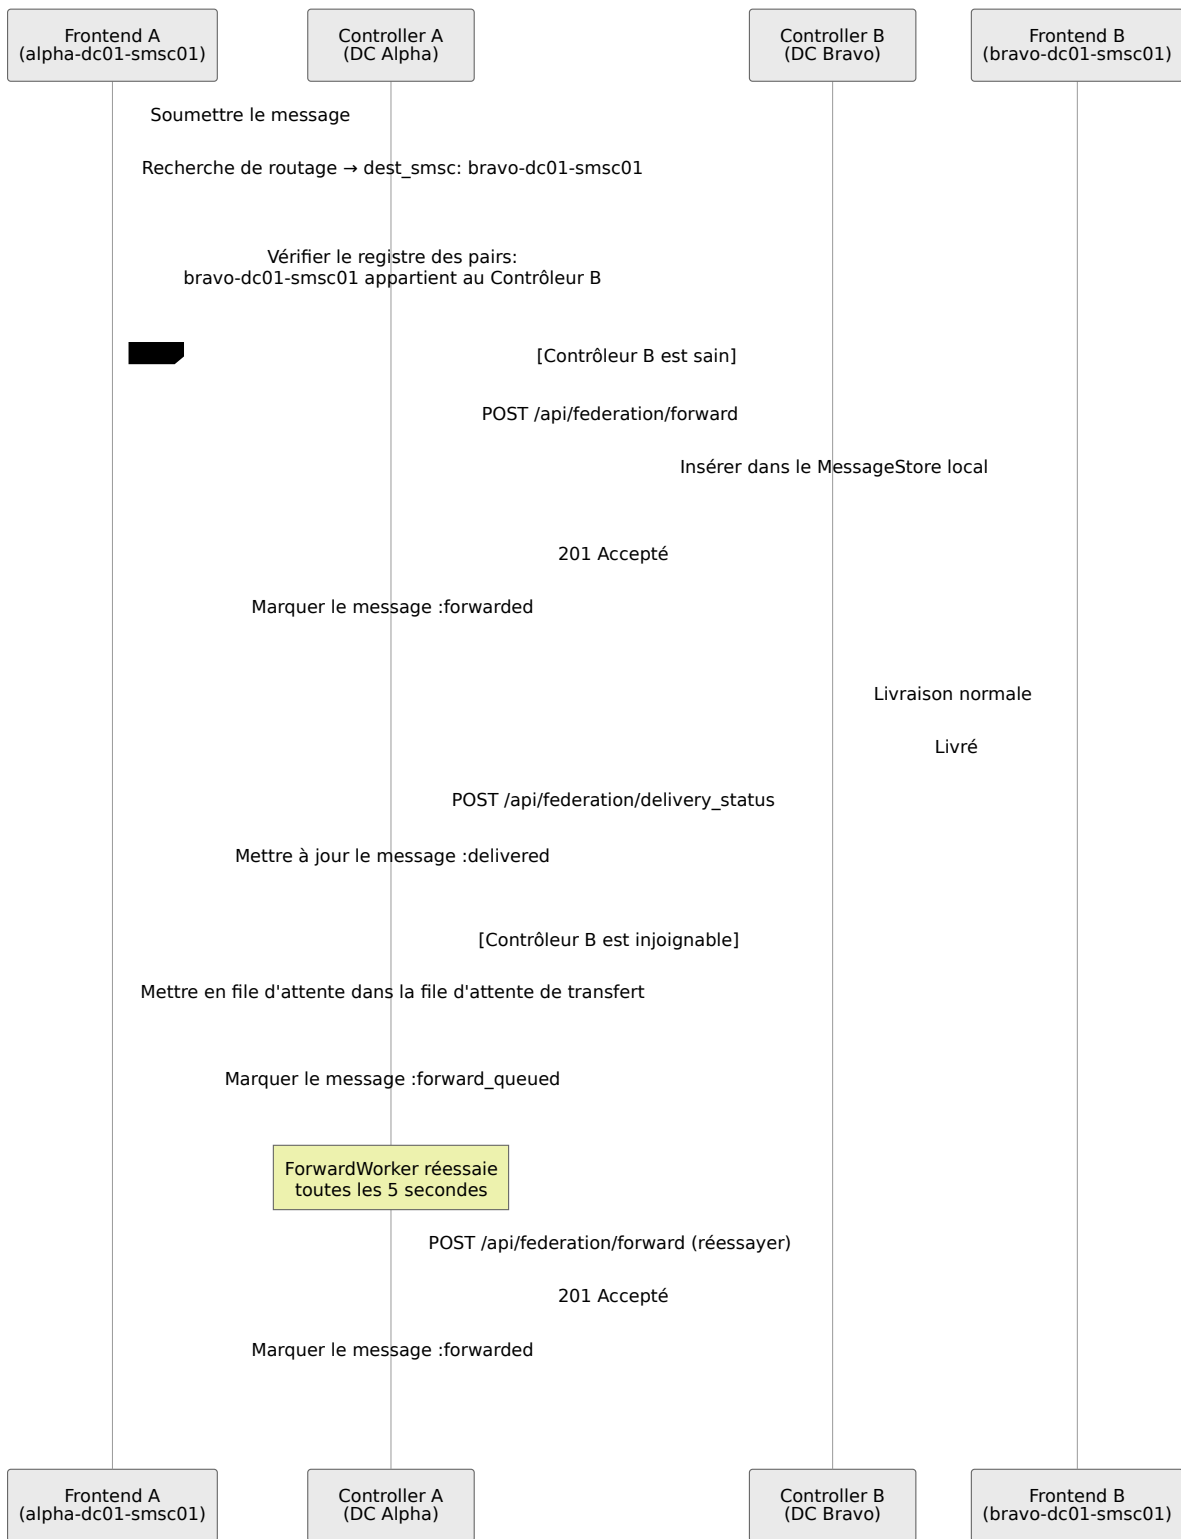 Frontend A
(alpha-dc01-smsc01)
Controller A
(DC Alpha)
Controller B
(DC Bravo)
Frontend B
(bravo-dc01-smsc01)
Soumettre le message
Recherche de routage → dest_smsc: bravo-dc01-smsc01
Vérifier le registre des pairs:
bravo-dc01-smsc01 appartient au Contrôleur B
[Contrôleur B est sain]
POST /api/federation/forward
Insérer dans le MessageStore local
201 Accepté
Marquer le message :forwarded
Livraison normale
Livré
POST /api/federation/delivery_status
Mettre à jour le message :delivered
[Contrôleur B est injoignable]
Mettre en file d'attente dans la file d'attente de transfert
Marquer le message :forward_queued
ForwardWorker réessaie
toutes les 5 secondes
POST /api/federation/forward (réessayer)
201 Accepté
Marquer le message :forwarded
Frontend A
(alpha-dc01-smsc01)
Controller A
(DC Alpha)
Controller B
(DC Bravo)
Frontend B
(bravo-dc01-smsc01)